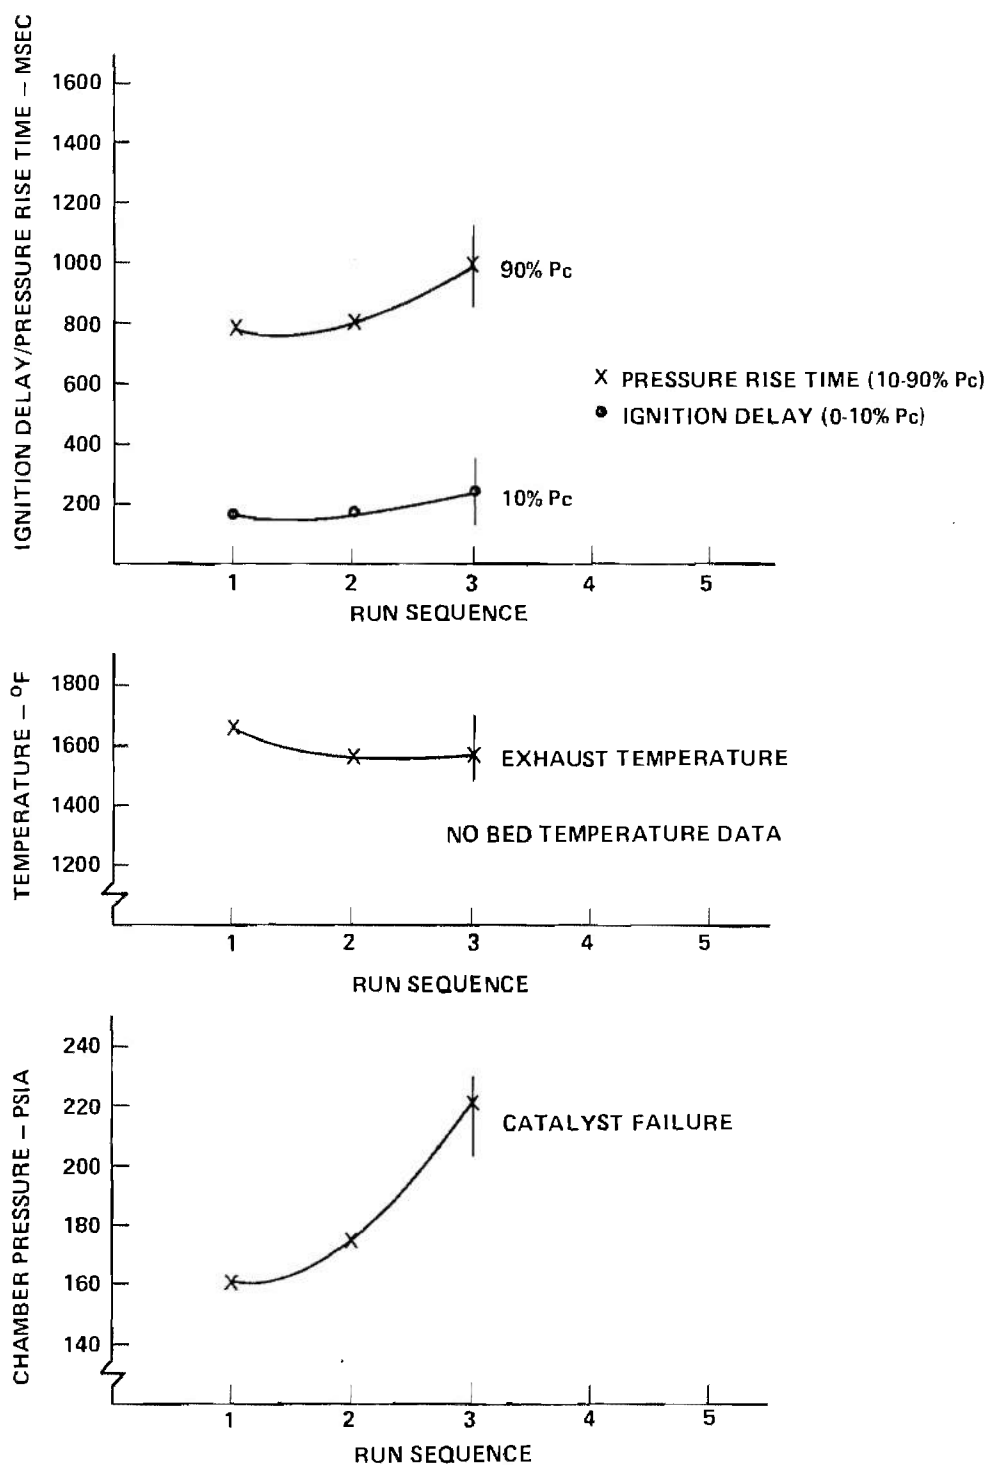 IGNITION DELAY/PRESSURE RISE TIME – MSEC
1600
1400
1200
1000
800
600
400
200
90% Pc
X PRESSURE RISE TIME (10-90% Pc)
IGNITION DELAY (0-10% Pc)
10% Pc
1 2 3 4 5
RUN SEQUENCE
TEMPERATURE – ºF
1800
1600
1400
1200
EXHAUST TEMPERATURE
NO BED TEMPERATURE DATA
1 2 3 4 5
RUN SEQUENCE
CHAMBER PRESSURE – PSIA
240
220
200
180
160
140
CATALYST FAILURE
1 2 3 4 5
RUN SEQUENCE